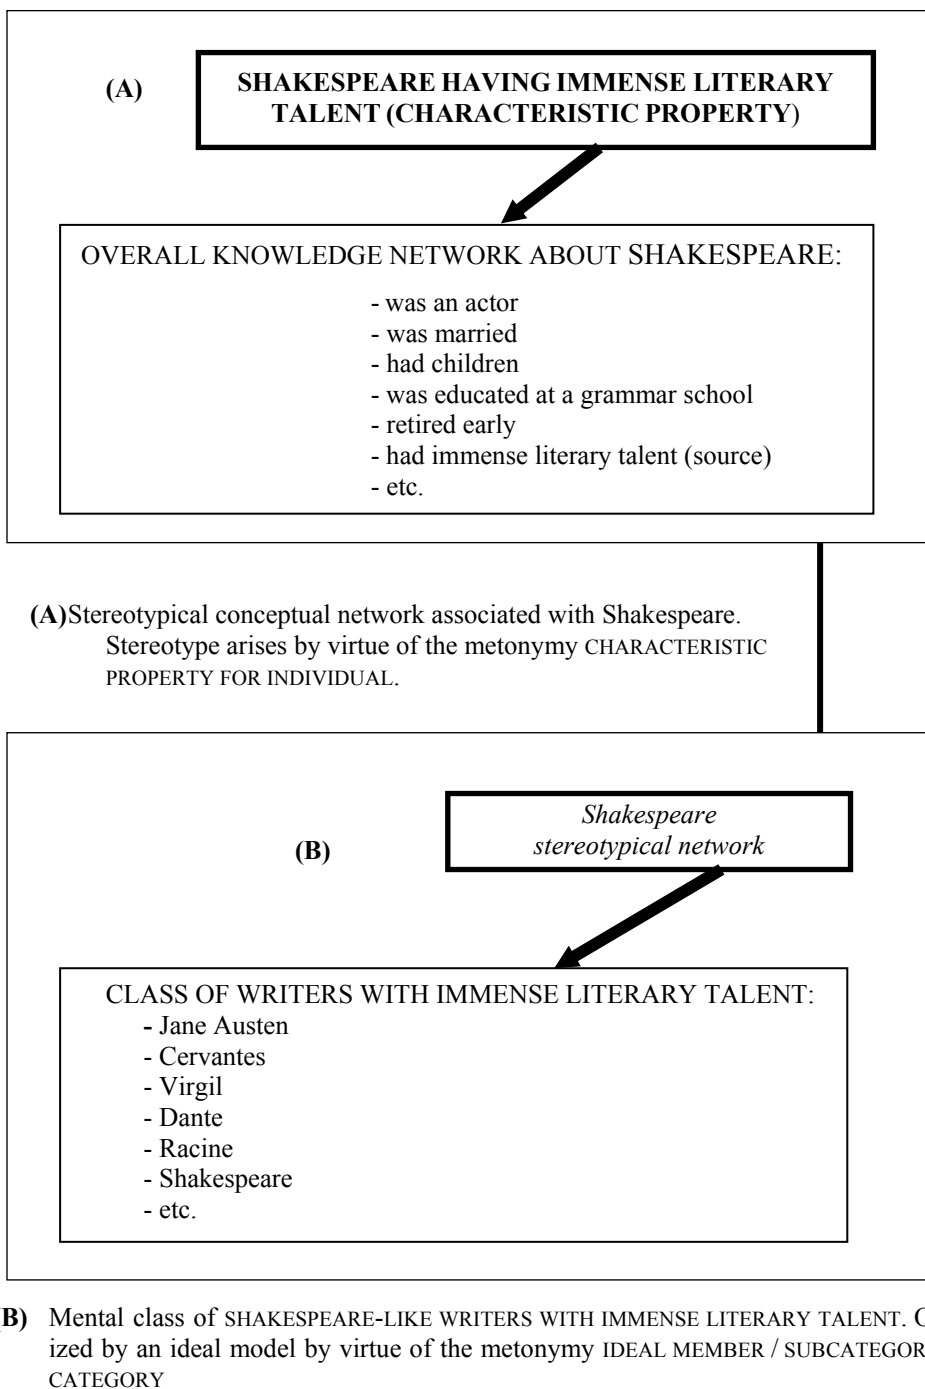 (A)
SHAKESPEARE HAVING IMMENSE LITERARY
TALENT (CHARACTERISTIC PROPERTY)
OVERALL KNOWLEDGE NETWORK ABOUT SHAKESPEARE:
- was an actor
- was married
- had children
- was educated at a grammar school
- retired early
- had immense literary talent (source)
- etc.
(A)Stereotypical conceptual network associated with Shakespeare.
Stereotype arises by virtue of the metonymy CHARACTERISTIC
PROPERTY FOR INDIVIDUAL.
Shakespeare
stereotypical network
(B)
CLASS OF WRITERS WITH IMMENSE LITERARY TALENT:
- Jane Austen
- Cervantes
- Virgil
- Dante
- Racine
- Shakespeare
- etc.
B) Mental class of SHAKESPEARE-LIKE WRITERS WITH IMMENSE LITERARY TALENT.
ized by an ideal model by virtue of the metonymy IDEAL MEMBER / SUBCATEGOR
CATEGORY